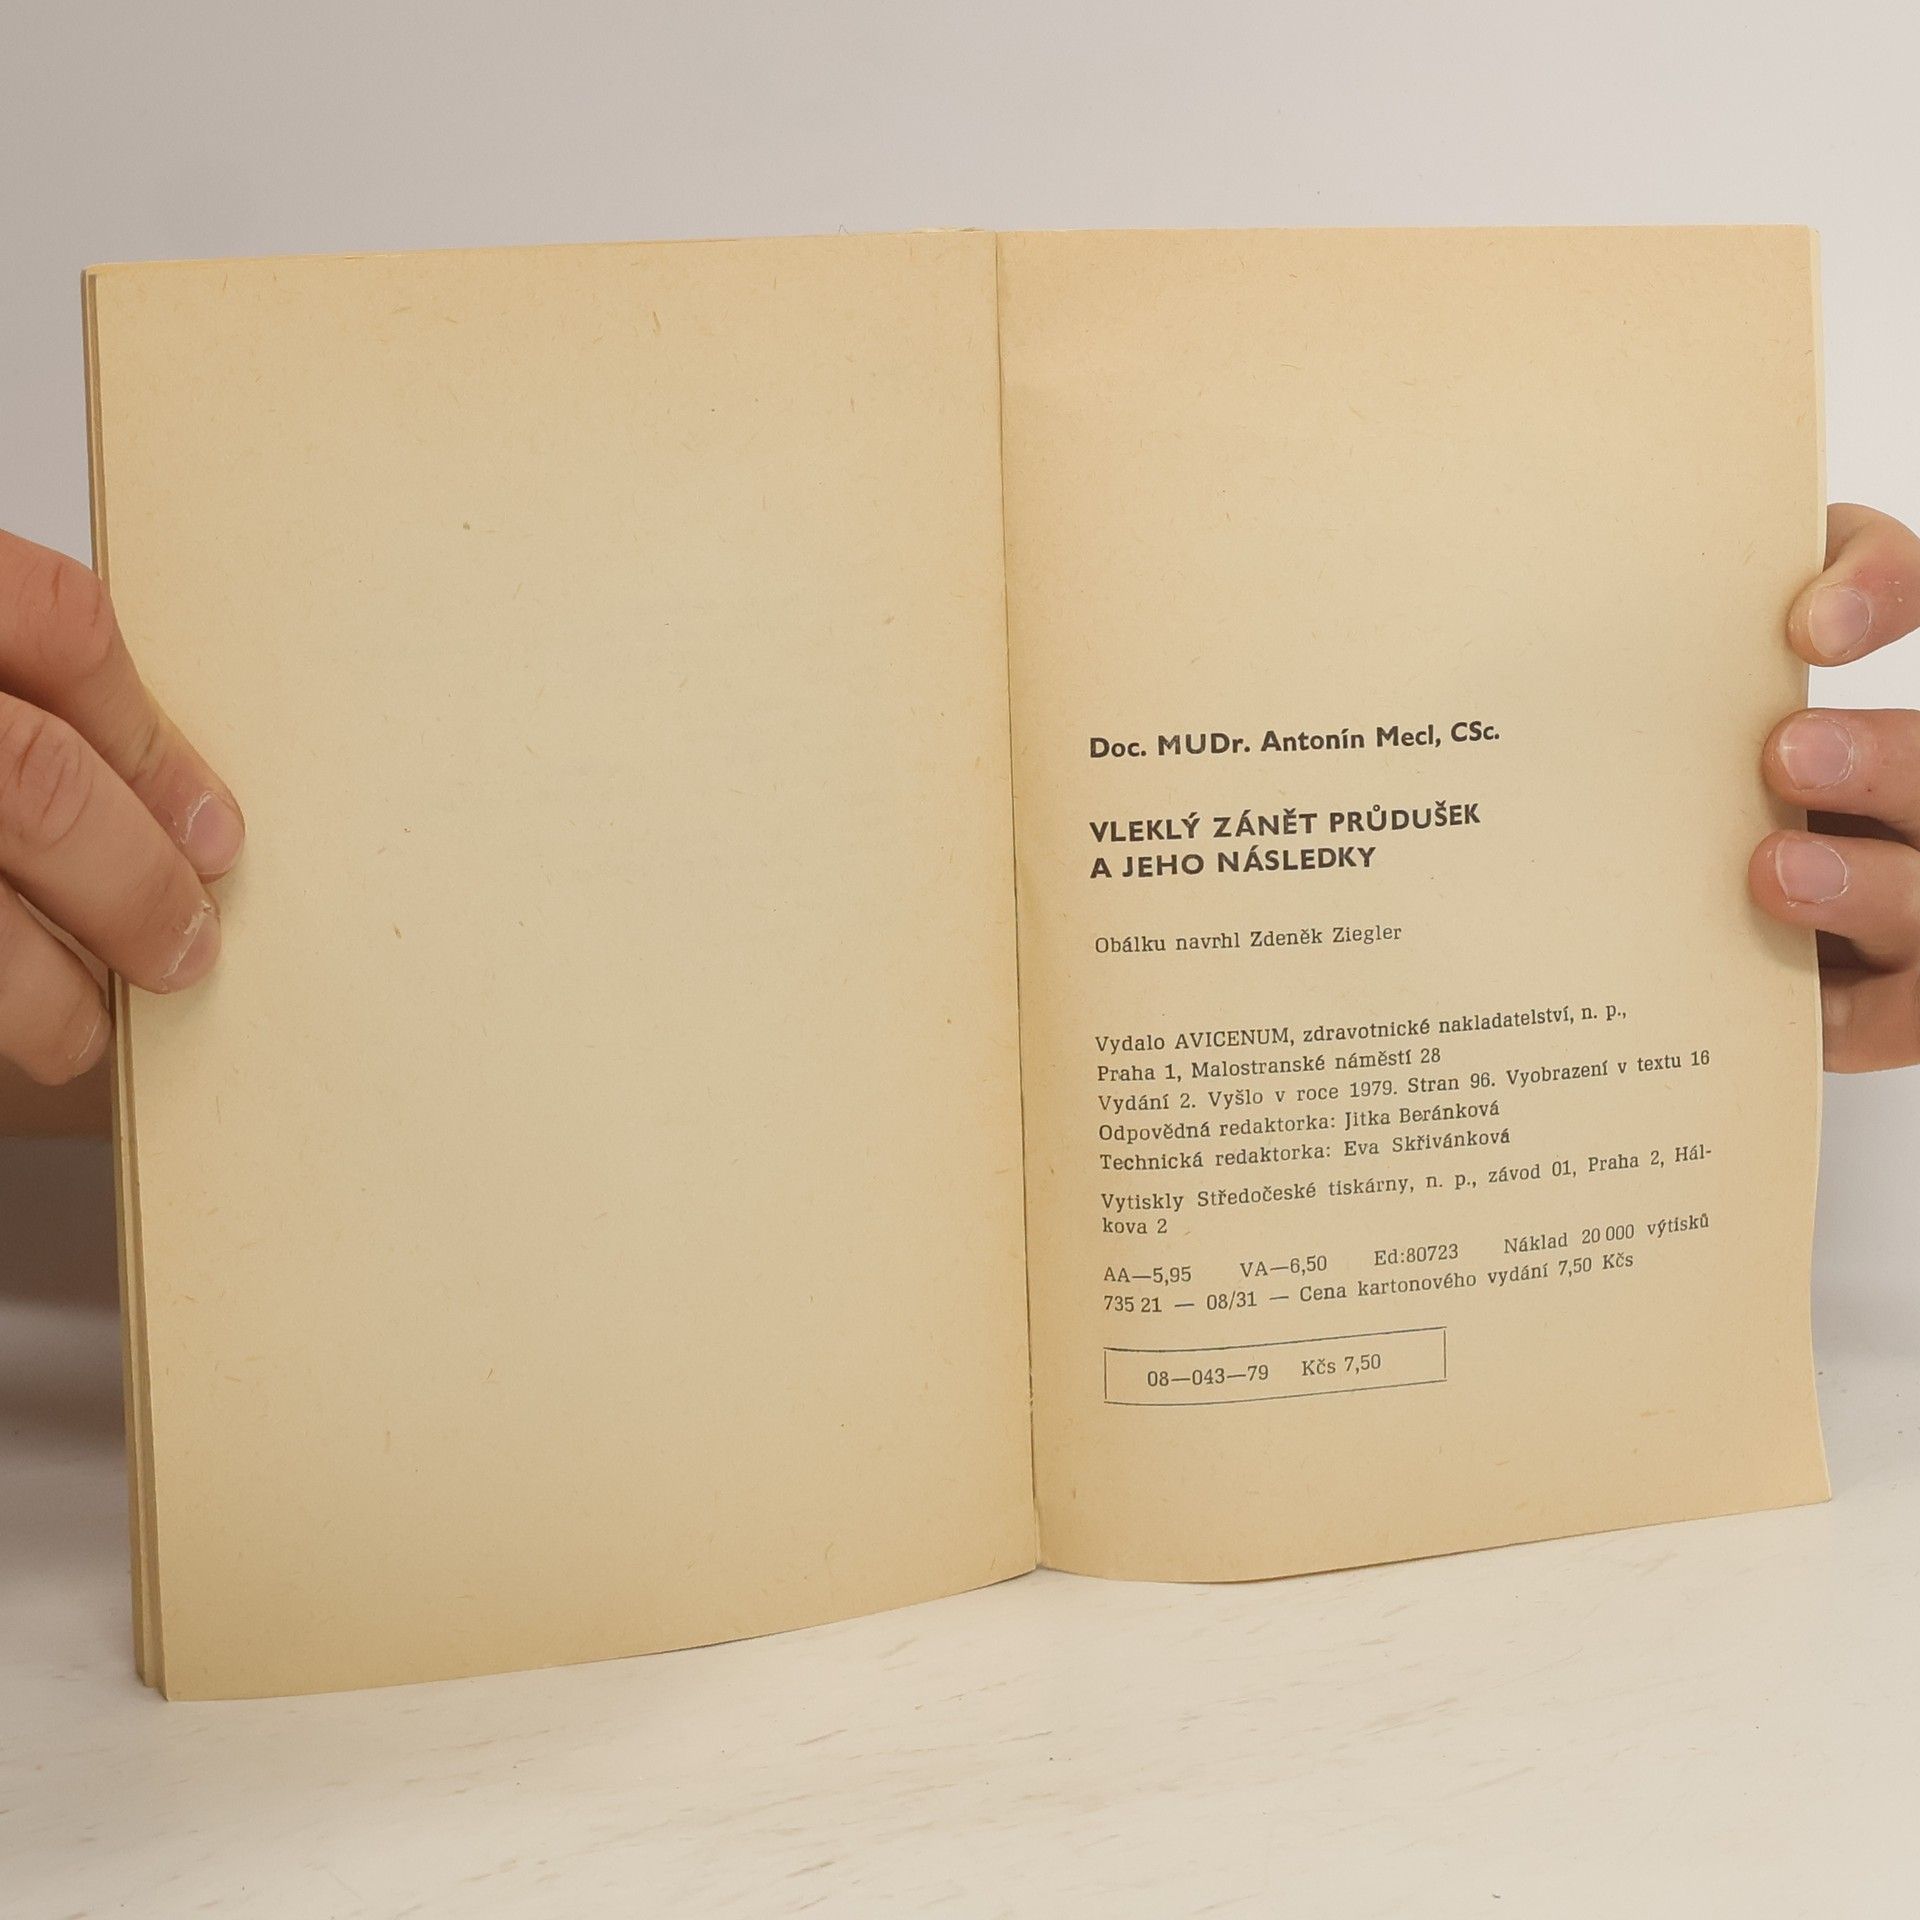 Doc. MUDr. Antonín Mecl, CSc.
VLEKLÝ ZÁNĚT PRŮDUŠEK
A JEHO NÁSLEDKY
Obálku navrhl Zdeněk Ziegler
Vydalo AVICENUM, zdravotnické nakladatelství, n. p.,
Praha 1, Malostranské náměstí 28
Vydání 2. Vyšlo v roce 1979. Stran 96. Vyobrazení v textu 16
Odpovědná redaktorka: Jitka Beránková
Technická redaktorka: Eva Skřivánková
Vytiskly Středočeské tiskárny, n. p., závod 01, Praha 2, Hál-
kova 2
AA—5,95 VA—6,50 Ed:80723 Náklad 20 000 výtisků
735 21 — 08/31 — Cena kartonového vydání 7,50 Kčs
08—043—79 Kčs 7,50